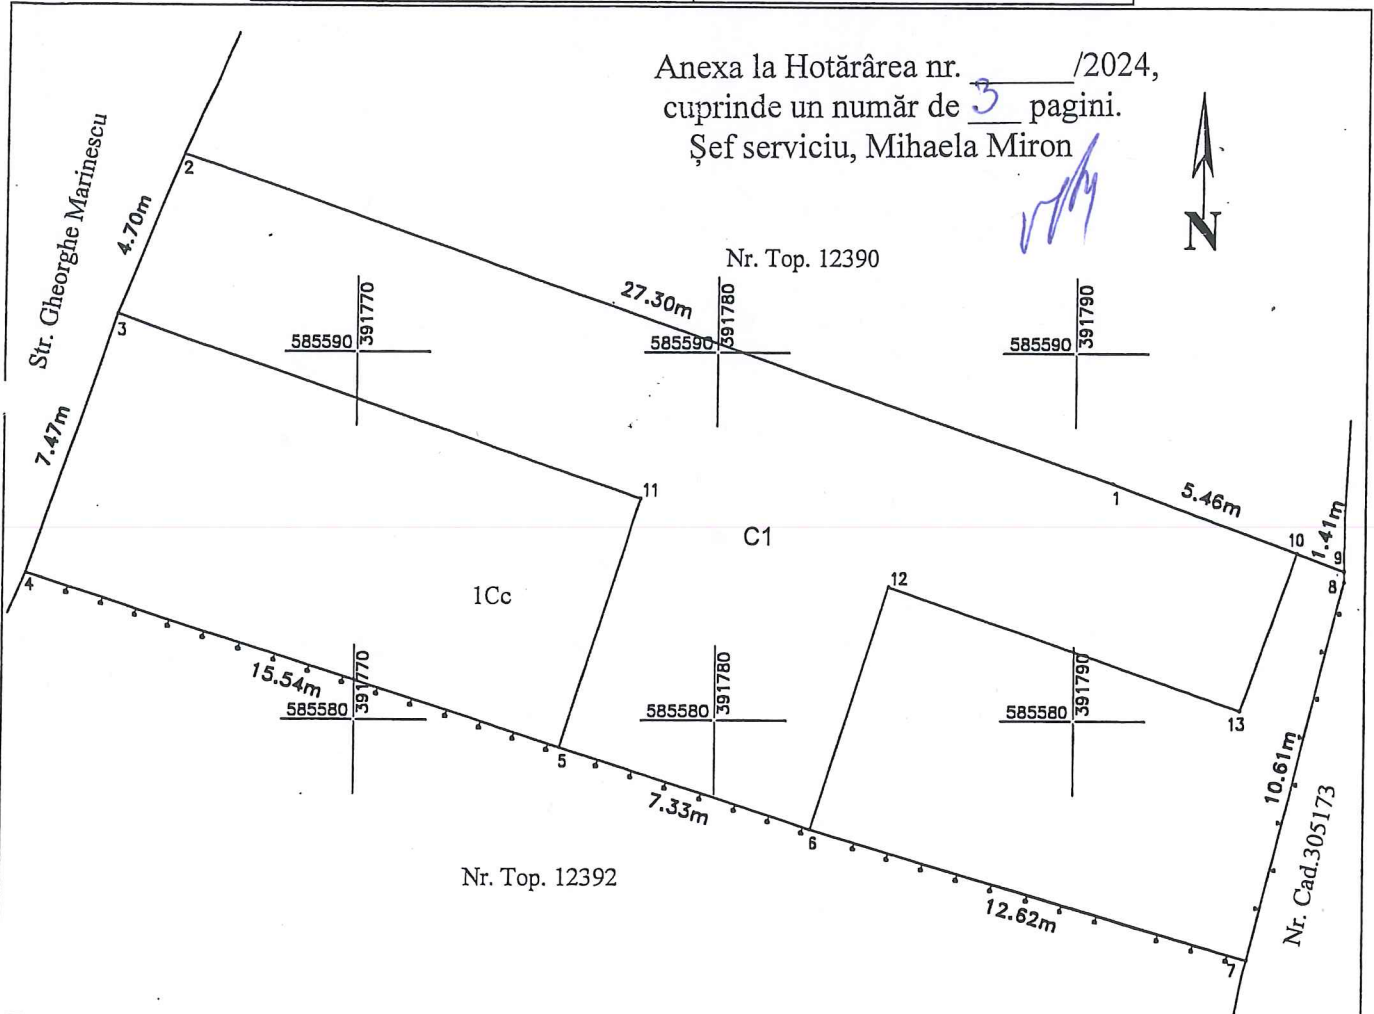 Anexa la Hotărârea nr. ______/2024,
cuprinde un număr de 3 pagini.
Șef serviciu, Mihaela Miron
N
Str. Gheorghe Marinescu
2
4.70m
Nr. Top. 12390
27.30m
585590 391770
585590 391780
585590 391790
3
7.47m
11
1
5.46m
10
1.41m
9
C1
4
1Cc
12
8
15.54m
585580 391770
585580 391780
585580 391790
13
5
10.61m
7.33m
6
Nr. Cad.305173
Nr. Top. 12392
12.62m
7